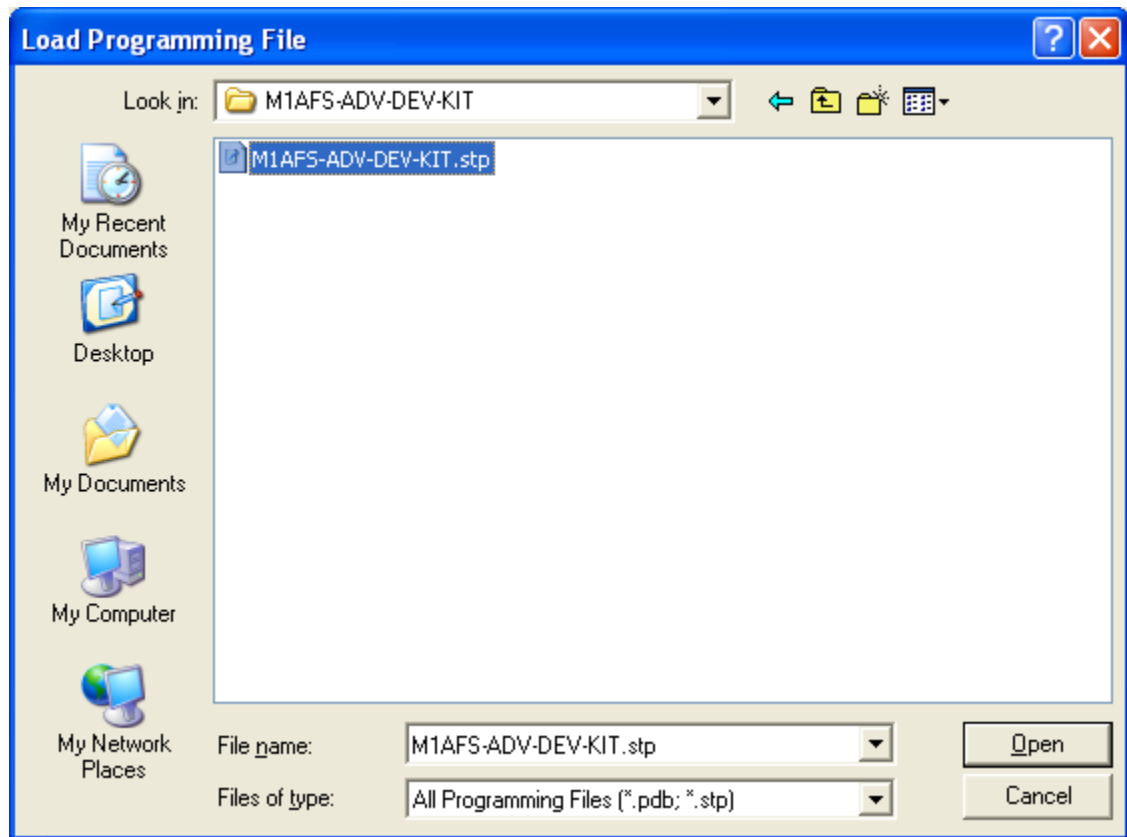 Load Programming File
Look in: M1AFS-ADV-DEV-KIT
M1AFS-ADV-DEV-KIT.stp
My Recent
Documents
Desktop
My Documents
My Computer
My Network
Places
File name: M1AFS-ADV-DEV-KIT.stp
Open
Files of type: All Programming Files (*.pdb; *.stp)
Cancel